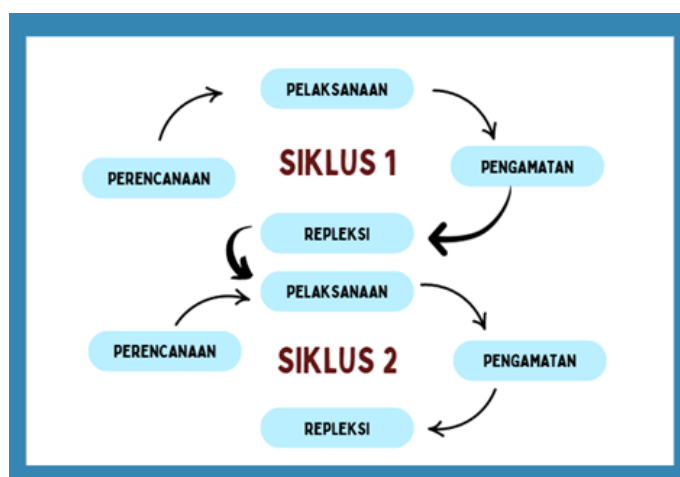 PELAKSANAAN
SIKLUS 1
PERENCANAAN
PENGAMATAN
REPLEKSI
PELAKSANAAN
PERENCANAAN
SIKLUS 2
PENGAMATAN
REPLEKSI